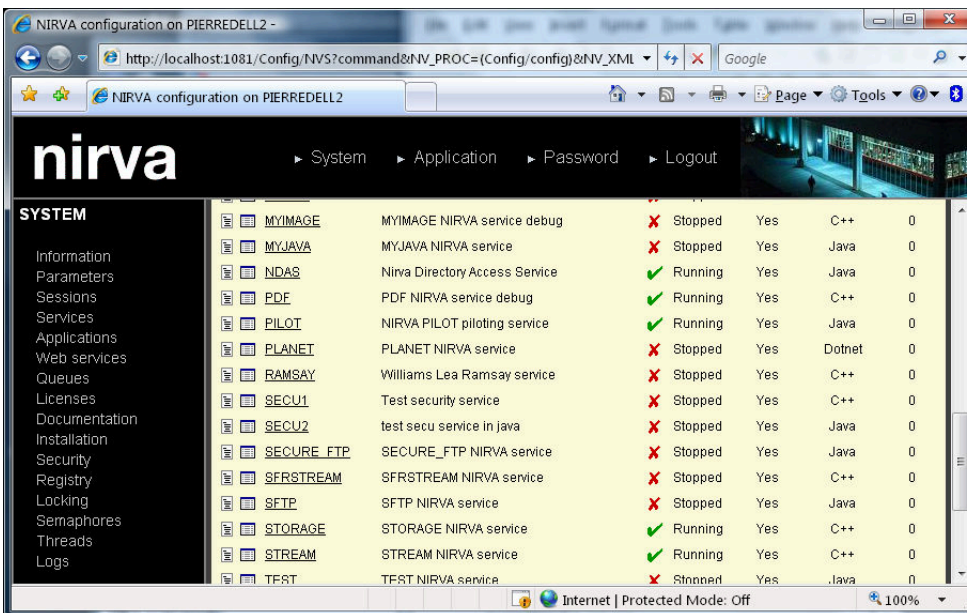 NIRVA configuration on PIERREDELL2 -
http://localhost:1081/Config/NVS?command&NV_PROC={Config/config}&NV_XML
Google
NIRVA configuration on PIERREDELL2
Page Tools
nirva
System Application Password Logout
SYSTEM
Information
Parameters
Sessions
Services
Applications
Web services
Queues
Licenses
Documentation
Installation
Security
Registry
Locking
Semaphores
Threads
Logs
MYIMAGE MYIMAGE NIRVA service debug Stopped Yes C++ 0
MYJAVA MYJAVA NIRVA service Stopped Yes Java 0
NDAS Nirva Directory Access Service Running Yes Java 0
PDF PDF NIRVA service debug Running Yes C++ 0
PILOT NIRVA PILOT piloting service Running Yes Java 0
PLANET PLANET NIRVA service Stopped Yes Dotnet 0
RAMSAY Williams Lea Ramsay service Stopped Yes C++ 0
SECU1 Test security service Stopped Yes C++ 0
SECU2 test secu service in java Stopped Yes Java 0
SECURE_FTP SECURE_FTP NIRVA service Stopped Yes Java 0
SFRSTREAM SFRSTREAM NIRVA service Stopped Yes C++ 0
SFTP SFTP NIRVA service Stopped Yes Java 0
STORAGE STORAGE NIRVA service Running Yes C++ 0
STREAM STREAM NIRVA service Running Yes C++ 0
TEST TEST NIRVA service Stopped Yes Java 0
Internet | Protected Mode: Off
100%